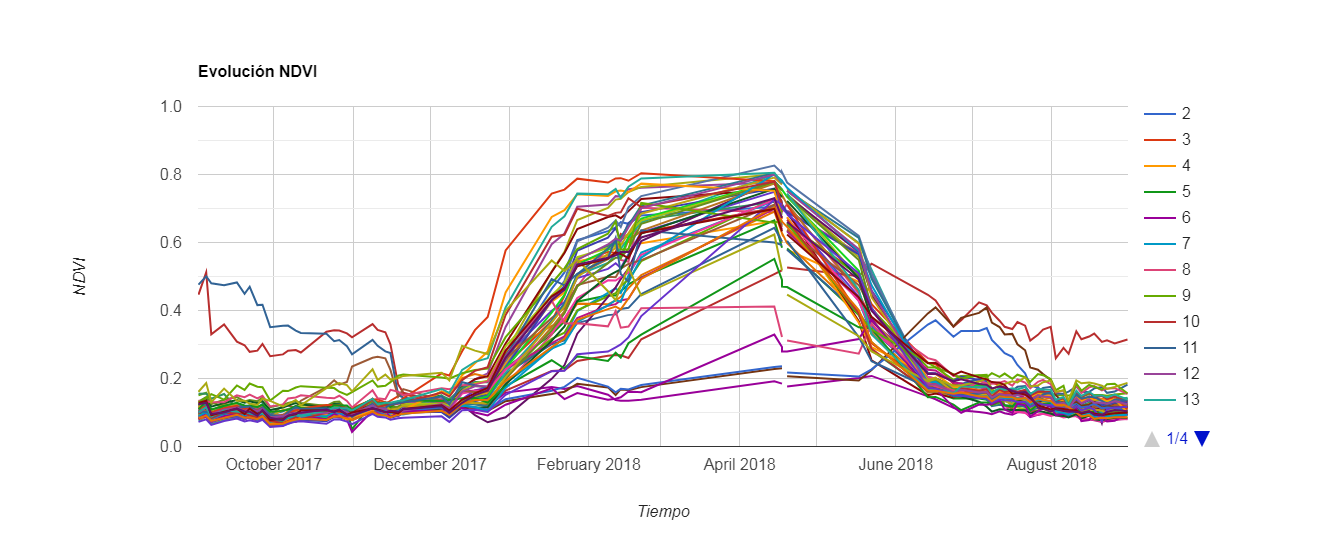 Evolución NDVI
NDVI
1.0
0.8
0.6
0.4
0.2
0.0
October 2017
December 2017
February 2018
April 2018
June 2018
August 2018
Tiempo
2
3
4
5
6
7
8
9
10
11
12
13
1/4